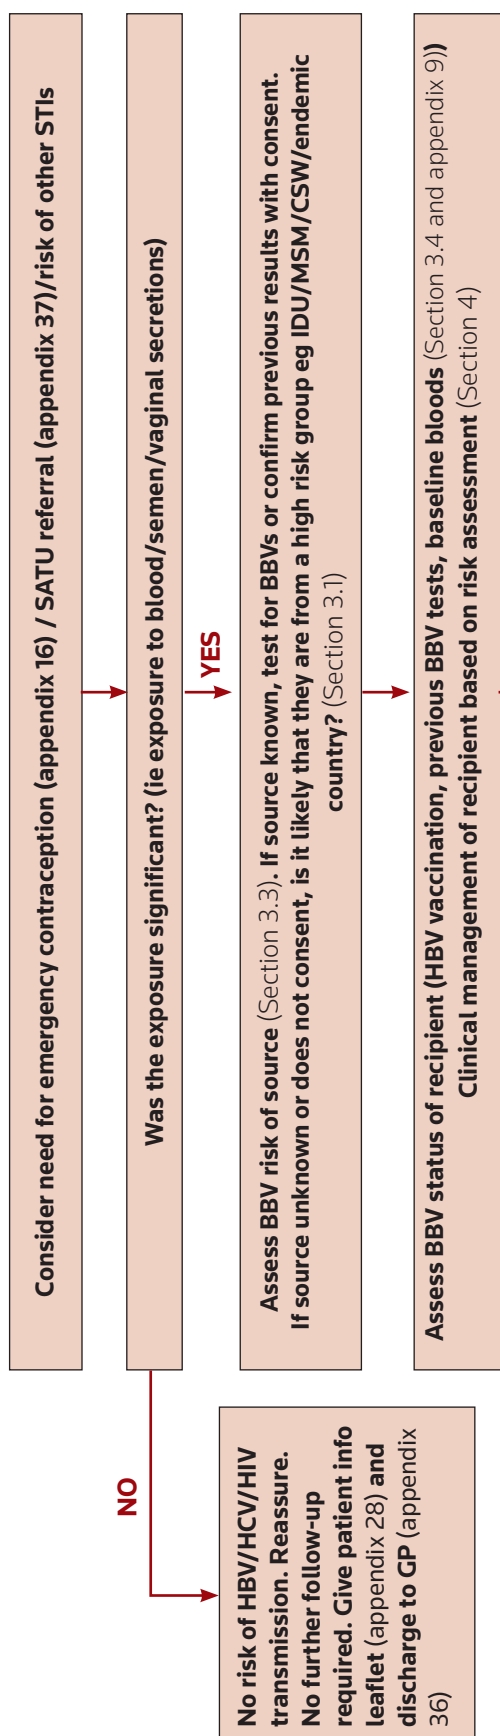 Consider need for emergency contraception (appendix 16) / SATU referral (appendix 37)/risk of other STIs
Was the exposure significant? (ie exposure to blood/semen/vaginal secretions)
NO
YES
No risk of HBV/HCV/HIV
transmission. Reassure.
No further follow-up
required. Give patient info
leaflet (appendix 28) and
discharge to GP (appendix
36)
Assess BBV risk of source (Section 3.3). If source known, test for BBVs or confirm previous results with consent.
If source unknown or does not consent, is it likely that they are from a high risk group eg IDU/MSM/CSW/endemic
country? (Section 3.1)
Assess BBV status of recipient (HBV vaccination, previous BBV tests, baseline bloods (Section 3.4 and appendix 9))
Clinical management of recipient based on risk assessment (Section 4)